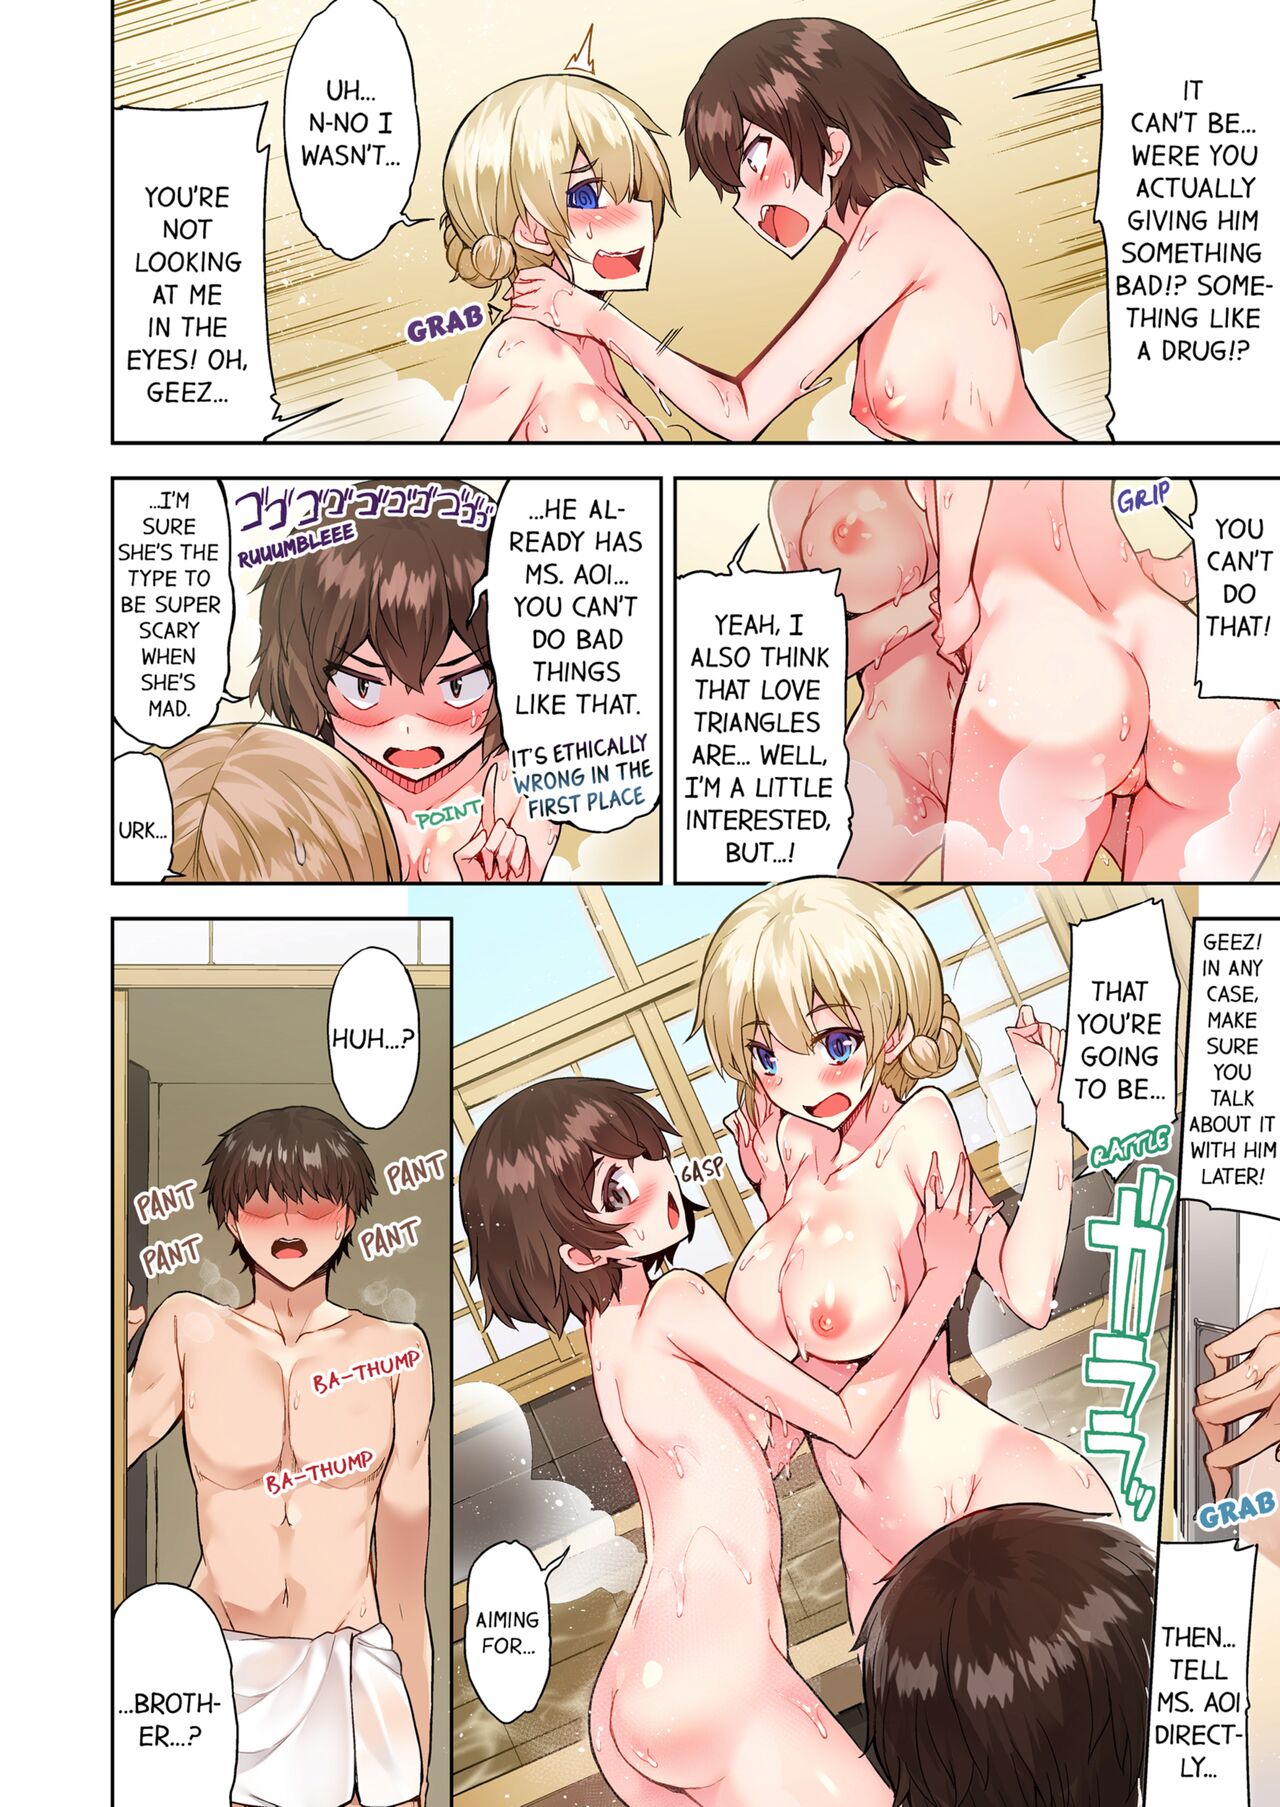 IT
CAN'T BE...
WERE YOU
ACTUALLY
GIVING HIM
SOMETHING
BAD!? SOME-
THING LIKE
A DRUG!?
UH...
N-NO I
WASN'T...
GRAB
YOU'RE
NOT
LOOKING
AT ME
IN THE
EYES! OH,
GEEZ...
GRIP
YOU
CAN'T
DO
THAT!
YEAH, I
ALSO THINK
THAT LOVE
TRIANGLES
ARE... WELL,
I'M A LITTLE
INTERESTED,
BUT...!
...HE AL-
READY HAS
MS. AOI...
YOU CAN'T
DO BAD
THINGS
LIKE THAT.
IT'S ETHICALLY
WRONG IN THE
FIRST PLACE
POINT
ゴゴゴゴゴゴゴゴゴゴ
RUUUMBLEEE
...I'M
SURE
SHE'S THE
TYPE TO
BE SUPER
SCARY
WHEN
SHE'S
MAD.
URK...
GEEZ!
IN ANY
CASE,
MAKE
SURE
YOU
TALK
ABOUT IT
WITH HIM
LATER!
GRAB
THEN...
TELL
MS. AOI
DIRECT-
LY...
THAT
YOU'RE
GOING
TO BE...
RATTLE
ガララララッ
GASP
AIMING
FOR...
HUH...?
PANT
PANT
PANT
PANT
BA-THUMP
BA-THUMP
...BROTH-
ER...?